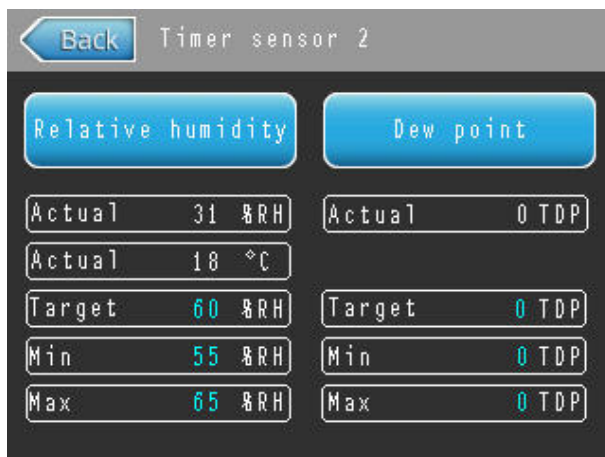 Back Timer sensor 2
Relative humidity Dew point
Actual 31 %RH Actual 0 TDP
Actual 18 °C
Target 60 %RH Target 0 TDP
Min 55 %RH Min 0 TDP
Max 65 %RH Max 0 TDP